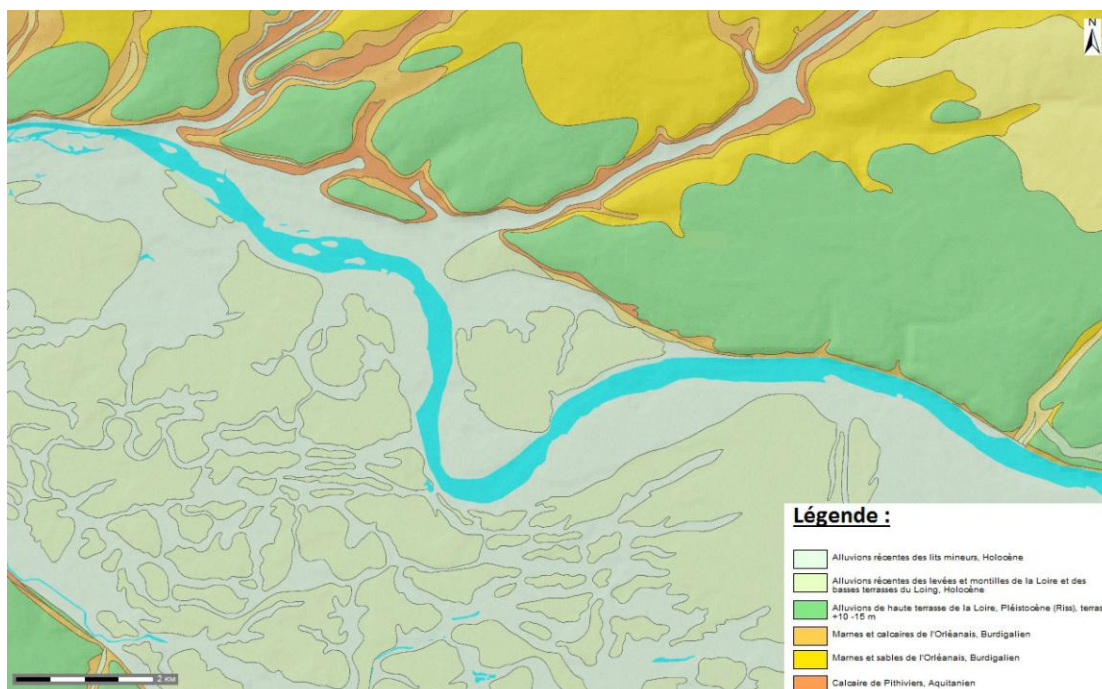 N
Légende :
Alluvions récentes des lits mineurs, Holocène
Alluvions récentes des levées et montilles de la Loire et des
basses terrasses du Loing, Holocène
Alluvions de haute terrasse de la Loire, Pléistocène (Riss), terras
+10 -15 m
Marnes et calcaires de l'Orléanais, Burdigalien
Marnes et sables de l'Orléanais, Burdigalien
Calcaire de Pithiviers, Aquitanien
2 KM